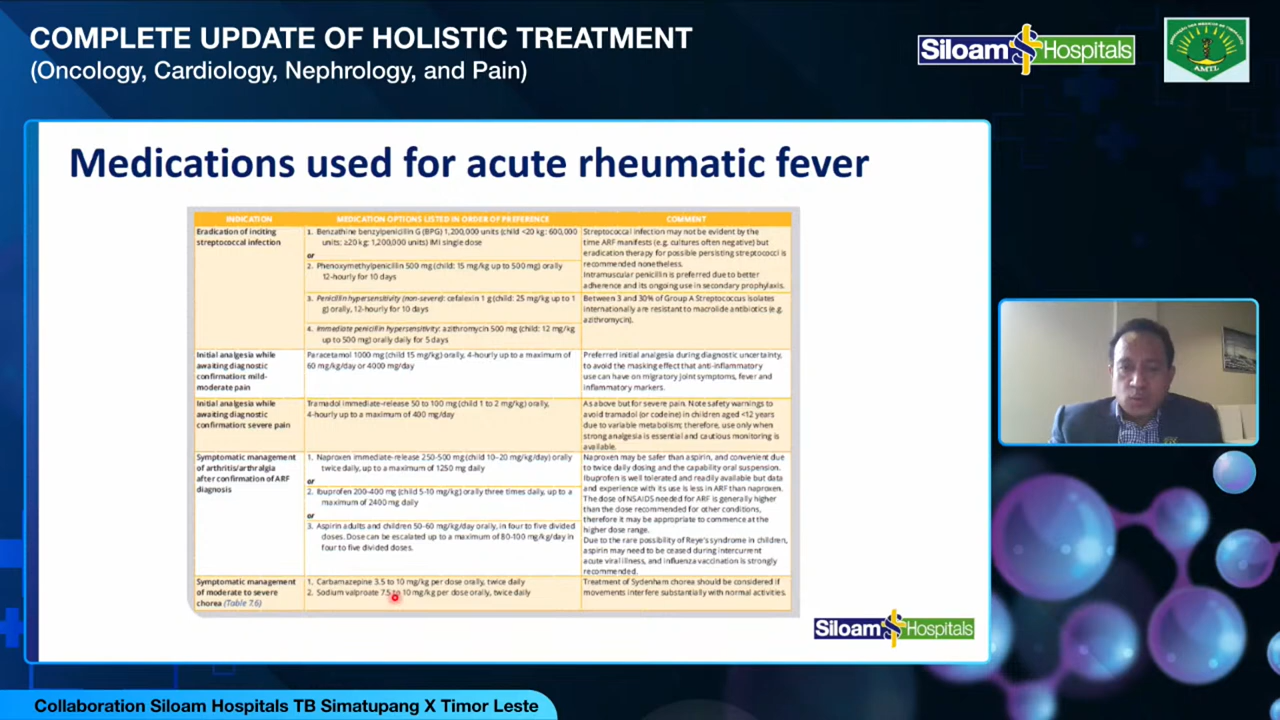 COMPLETE UPDATE OF HOLISTIC TREATMENT
(Oncology, Cardiology, Nephrology, and Pain)
Siloam Hospitals
AMTL
Medications used for acute rheumatic fever
INDICATION
MEDICATION OPTIONS LISTED IN ORDER OF PREFERENCE
COMMENT
Eradication of inciting
streptococcal infection
1. Benzathine benzylpenicillin G (BPG) 1,200,000 units (child <20 kg: 600,000
units; ≥20 kg: 1,200,000 units) IMI single dose
or
2. Phenoxymethylpenicillin 500 mg (child: 15 mg/kg up to 500 mg) orally
12-hourly for 10 days
3. Penicillin hypersensitivity (non-severe): cefalexin 1 g (child: 25 mg/kg up to 1
g) orally, 12-hourly for 10 days
4. Immediate penicillin hypersensitivity: azithromycin 500 mg (child: 12 mg/kg
up to 500 mg) orally daily for 5 days
Streptococcal infection may not be evident by the
time ARF manifests (e.g. cultures often negative) but
eradication therapy for possible persisting streptococci is
recommended nonetheless.
Intramuscular penicillin is preferred due to better
adherence and its ongoing use in secondary prophylaxis.
Between 3 and 30% of Group A Streptococcus isolates
internationally are resistant to macrolide antibiotics (e.g.
azithromycin).
Initial analgesia while
awaiting diagnostic
confirmation: mild-
moderate pain
Paracetamol 1000 mg (child 15 mg/kg) orally, 4-hourly up to a maximum of
60 mg/kg/day or 4000 mg/day
Preferred initial analgesia during diagnostic uncertainty,
to avoid the masking effect that anti-inflammatory
use can have on migratory joint symptoms, fever and
inflammatory markers.
Initial analgesia while
awaiting diagnostic
confirmation: severe pain
Tramadol immediate-release 50 to 100 mg (child 1 to 2 mg/kg) orally,
4-hourly up to a maximum of 400 mg/day
As above but for severe pain. Note safety warnings to
avoid tramadol (or codeine) in children aged <12 years
due to variable metabolism; therefore, use only when
strong analgesia is essential and cautious monitoring is
available.
Symptomatic management
of arthritis/arthralgia
after confirmation of ARF
diagnosis
1. Naproxen immediate-release 250-500 mg (child 10–20 mg/kg/day) orally
twice daily, up to a maximum of 1250 mg daily
or
2. Ibuprofen 200-400 mg (child 5-10 mg/kg) orally three times daily, up to a
maximum of 2400 mg daily
or
3. Aspirin adults and children 50–60 mg/kg/day orally, in four to five divided
doses. Dose can be escalated up to a maximum of 80-100 mg/kg/day in
four to five divided doses.
Naproxen may be safer than aspirin, and convenient due
to twice daily dosing and the capability oral suspension.
Ibuprofen is well tolerated and readily available but data
and experience with its use is less in ARF than naproxen.
The dose of NSAIDS needed for ARF is generally higher
than the dose recommended for other conditions,
therefore it may be appropriate to commence at the
higher dose range.
Due to the rare possibility of Reye's syndrome in children,
aspirin may need to be ceased during intercurrent
acute viral illness, and influenza vaccination is strongly
recommended.
Symptomatic management
of moderate to severe
chorea (Table 7.6)
1. Carbamazepine 3.5 to 10 mg/kg per dose orally, twice daily
2. Sodium valproate 7.5 to 10 mg/kg per dose orally, twice daily
Treatment of Sydenham chorea should be considered if
movements interfere substantially with normal activities.
Siloam Hospitals
Collaboration Siloam Hospitals TB Simatupang X Timor Leste